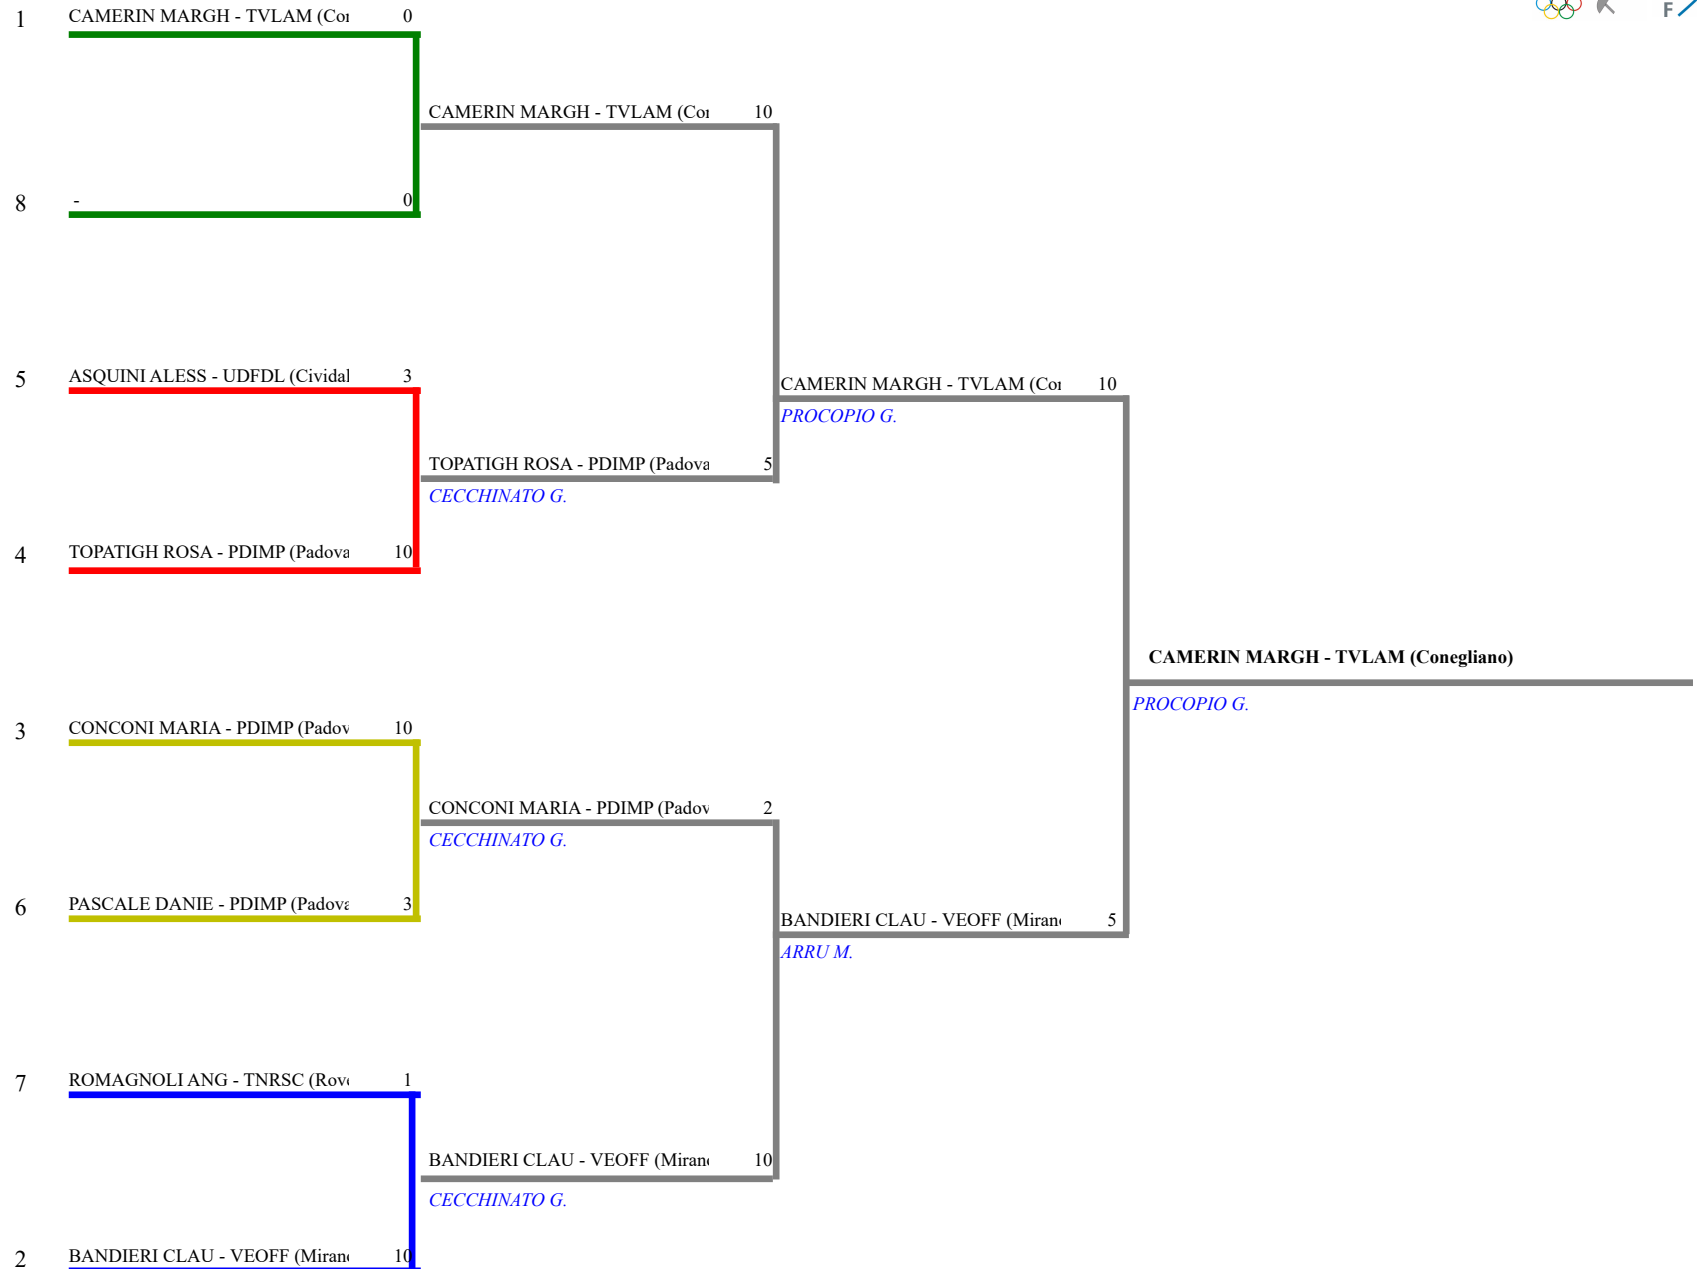 1 CAMERIN MARGH - TVLAM (Cor 0
F
CAMERIN MARGH - TVLAM (Cor 10
8 - 0
5 ASQUINI ALESS - UDFDL (Cividal 3
CAMERIN MARGH - TVLAM (Cor 10
PROCOPIO G.
TOPATIGH ROSA - PDIMP (Padova 5
CECCHINATO G.
4 TOPATIGH ROSA - PDIMP (Padova 10
CAMERIN MARGH - TVLAM (Conegliano)
PROCOPIO G.
3 CONCONI MARIA - PDIMP (Padov 10
CONCONI MARIA - PDIMP (Padov 2
CECCHINATO G.
6 PASCALE DANIE - PDIMP (Padova 3
BANDIERI CLAU - VEOFF (Miran 5
ARRU M.
7 ROMAGNOLI ANG - TNRSC (Rove 1
BANDIERI CLAU - VEOFF (Miran 10
CECCHINATO G.
2 BANDIERI CLAU - VEOFF (Miran 10